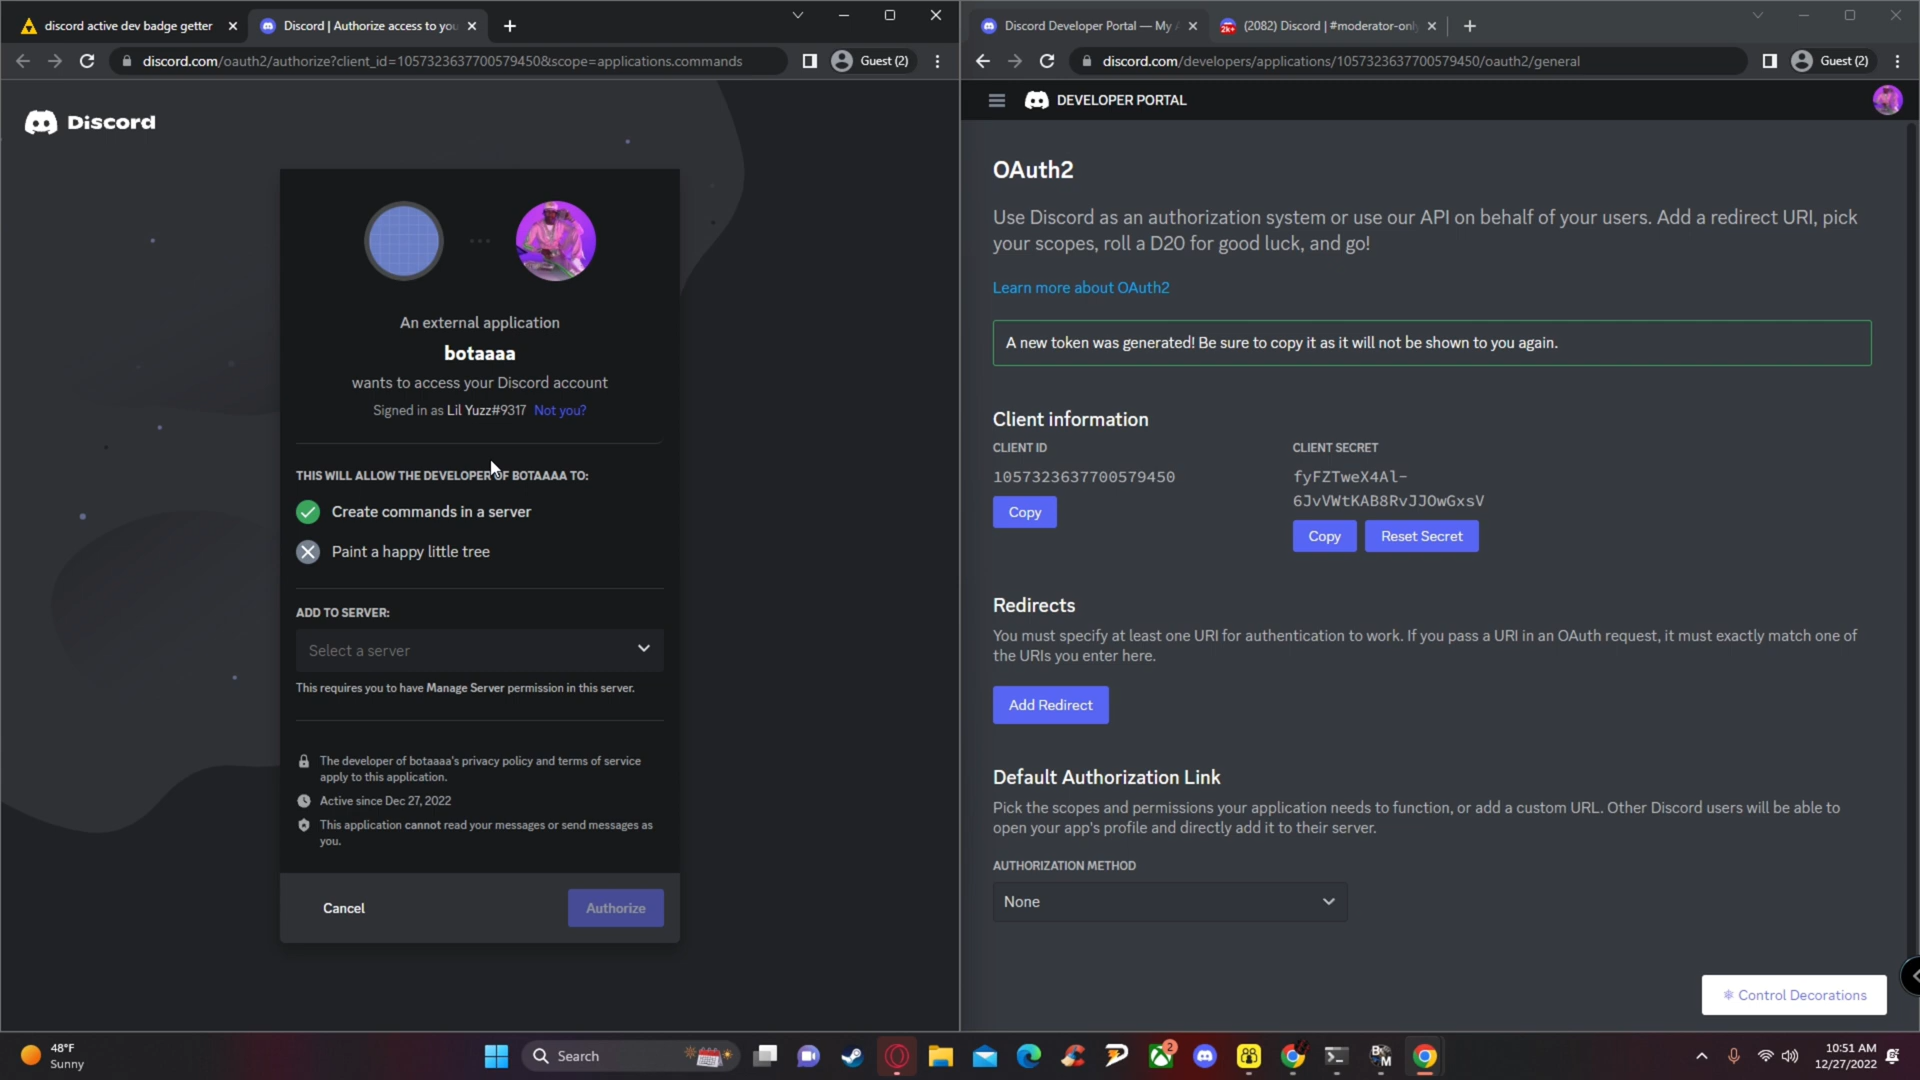 discord active dev badge getter
Discord | Authorize access to you
discord.com/oauth2/authorize?client_id=1057323637700579450&scope=applications.commands
Guest (2)
Discord
An external application
botaaaa
wants to access your Discord account
Signed in as Lil Yuzz#9317 Not you?
THIS WILL ALLOW THE DEVELOPER OF BOTAAAA TO:
Create commands in a server
Paint a happy little tree
ADD TO SERVER:
Select a server
This requires you to have Manage Server permission in this server.
The developer of botaaaa's privacy policy and terms of service
apply to this application.
Active since Dec 27, 2022
This application cannot read your messages or send messages as
you.
Cancel
Authorize
Discord Developer Portal — My A
(2082) Discord | #moderator-onl
discord.com/developers/applications/1057323637700579450/oauth2/general
Guest (2)
DEVELOPER PORTAL
OAuth2
Use Discord as an authorization system or use our API on behalf of your users. Add a redirect URI, pick
your scopes, roll a D20 for good luck, and go!
Learn more about OAuth2
A new token was generated! Be sure to copy it as it will not be shown to you again.
Client information
CLIENT ID
1057323637700579450
Copy
CLIENT SECRET
fyFZTweX4Al-
6JvVWtKAB8RvJJOwGxsV
Copy
Reset Secret
Redirects
You must specify at least one URI for authentication to work. If you pass a URI in an OAuth request, it must exactly match one of
the URIs you enter here.
Add Redirect
Default Authorization Link
Pick the scopes and permissions your application needs to function, or add a custom URL. Other Discord users will be able to
open your app's profile and directly add it to their server.
AUTHORIZATION METHOD
None
Control Decorations
48°F
Sunny
Search
2
10:51 AM
12/27/2022